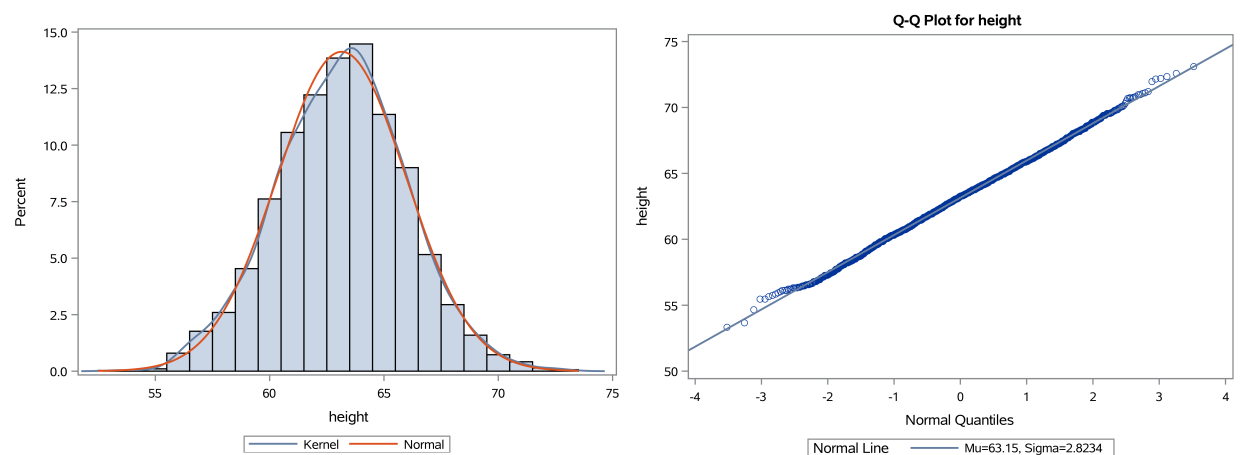 15.0
12.5
10.0
7.5
5.0
2.5
0.0
Percent
55 60 65 70 75
height
Kernel Normal
Q-Q Plot for height
75
70
65
60
55
50
height
-4 -3 -2 -1 0 1 2 3 4
Normal Quantiles
Normal Line Mu=63.15, Sigma=2.8234